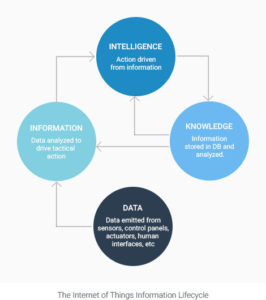 INTELLIGENCE
Action driven
from information
INFORMATION
Data analyzed to
drive tactical
action
KNOWLEDGE
Information
stored in DB and
analyzed.
DATA
Data emitted from
sensors, control panels,
actuators, human
interfaces, etc
The Internet of Things Information Lifecycle